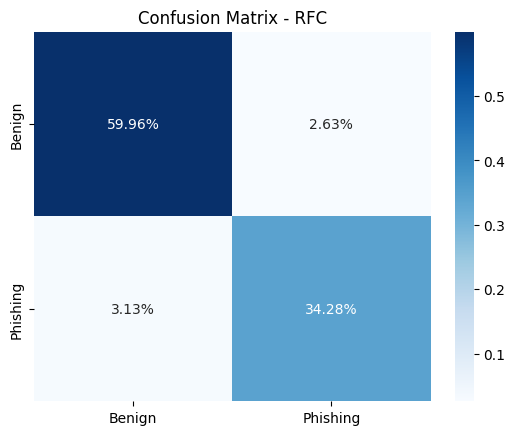 Confusion Matrix - RFC
Benign
59.96%
2.63%
Phishing
3.13%
34.28%
Benign
Phishing
0.5
0.4
0.3
0.2
0.1